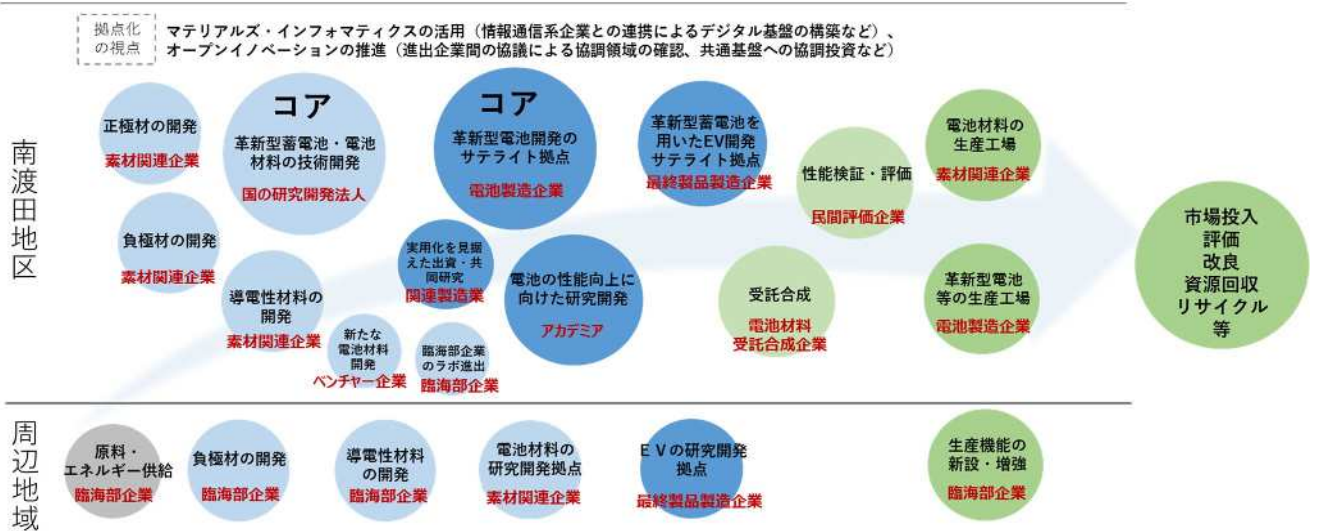 拠点化
の視点
マテリアルズ・インフォマティクスの活用（情報通信系企業との連携によるデジタル基盤の構築など）、
オープンイノベーションの推進（進出企業間の協議による協調領域の確認、共通基盤への協調投資など）
南渡田地区
正極材の開発
素材関連企業
コア
革新型蓄電池・電池
材料の技術開発
国の研究開発法人
コア
革新型電池開発の
サテライト拠点
電池製造企業
革新型蓄電池を
用いたEV開発
サテライト拠点
最終製品製造企業
性能検証・評価
民間評価企業
電池材料の
生産工場
素材関連企業
負極材の開発
素材関連企業
導電性材料の
開発
素材関連企業
新たな
電池材料
開発
ベンチャー企業
実用化を見据
えた出資・共
同研究
関連製造業
臨海部企業
のラボ進出
臨海部企業
電池の性能向上に
向けた研究開発
アカデミア
受託合成
電池材料
受託合成企業
革新型電池
等の生産工場
電池製造企業
市場投入
評価
改良
資源回収
リサイクル
等
周辺地域
原料・
エネルギー供給
臨海部企業
負極材の開発
臨海部企業
導電性材料
の開発
臨海部企業
電池材料の
研究開発拠点
素材関連企業
ＥＶの研究開発
拠点
最終製品製造企業
生産機能の
新設・増強
臨海部企業